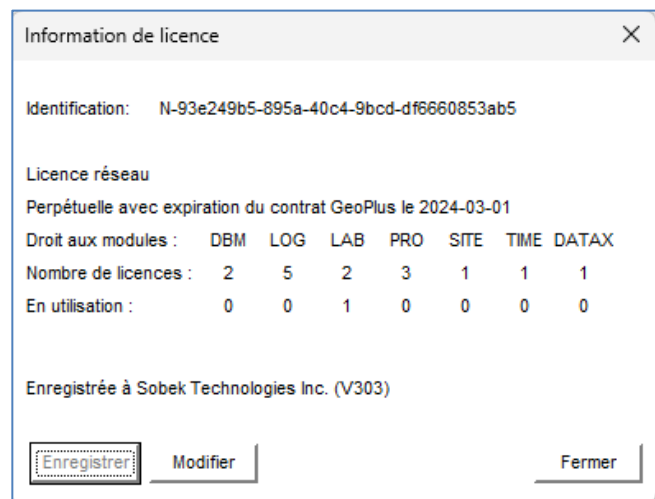 Information de licence
Identification: N-93e249b5-895a-40c4-9bcd-df6660853ab5
Licence réseau
Perpétuelle avec expiration du contrat GeoPlus le 2024-03-01
Droit aux modules : DBM LOG LAB PRO SITE TIME DATAX
Nombre de licences : 2 5 2 3 1 1 1
En utilisation : 0 0 1 0 0 0 0
Enregistrée à Sobek Technologies Inc. (V303)
Enregistrer Modifier Fermer